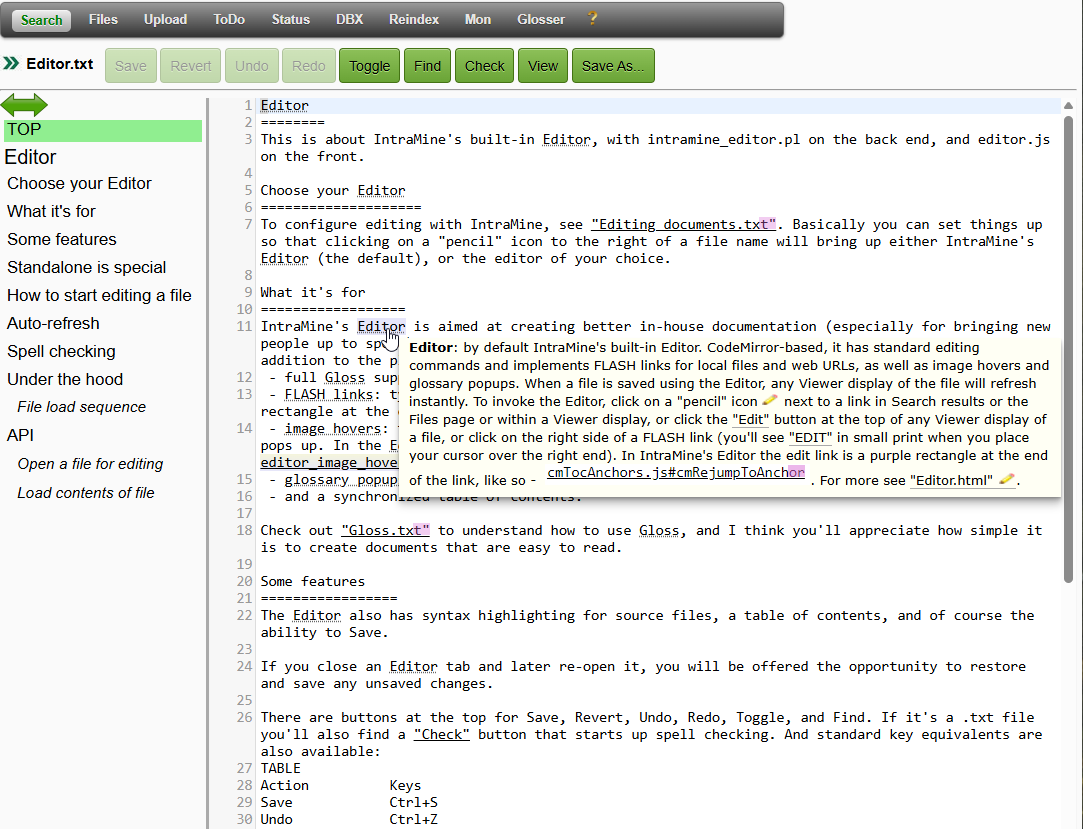 Search Files Upload ToDo Status DBX Reindex Mon Glosser ?
Editor.txt Save Revert Undo Redo Toggle Find Check View Save As...
TOP
Editor
Choose your Editor
What it's for
Some features
Standalone is special
How to start editing a file
Auto-refresh
Spell checking
Under the hood
File load sequence
API
Open a file for editing
Load contents of file
1 Editor
2 ========
3 This is about IntraMine's built-in Editor, with intramine_editor.pl on the back end, and editor.js
on the front.
4
5 Choose your Editor
6 ====================
7 To configure editing with IntraMine, see "Editing documents.txt". Basically you can set things up
so that clicking on a "pencil" icon to the right of a file name will bring up either IntraMine's
Editor (the default), or the editor of your choice.
8
9 What it's for
10 ==================
11 IntraMine's Editor is aimed at creating better in-house documentation (especially for bringing new
people up to sp
addition to the p
12 - full Gloss sup
13 - FLASH links: t
rectangle at the
14 - image hovers:
pops up. In the E
editor_image_hove
15 - glossary popup
16 - and a synchronized table of contents.
Editor: by default IntraMine's built-in Editor. CodeMirror-based, it has standard editing
commands and implements FLASH links for local files and web URLs, as well as image hovers and
glossary popups. When a file is saved using the Editor, any Viewer display of the file will refresh
instantly. To invoke the Editor, click on a "pencil" icon next to a link in Search results or the
Files page or within a Viewer display, or click the "Edit" button at the top of any Viewer display of
a file, or click on the right side of a FLASH link (you'll see "EDIT" in small print when you place
your cursor over the right end). In IntraMine's Editor the edit link is a purple rectangle at the end
of the link, like so - cmTocAnchors.js#cmRejumpToAnchor . For more see "Editor.html" .
17
18 Check out "Gloss.txt" to understand how to use Gloss, and I think you'll appreciate how simple it
is to create documents that are easy to read.
19
20 Some features
21 =================
22 The Editor also has syntax highlighting for source files, a table of contents, and of course the
ability to Save.
23
24 If you close an Editor tab and later re-open it, you will be offered the opportunity to restore
and save any unsaved changes.
25
26 There are buttons at the top for Save, Revert, Undo, Redo, Toggle, and Find. If it's a .txt file
you'll also find a "Check" button that starts up spell checking. And standard key equivalents are
also available:
27 TABLE
28 Action Keys
29 Save Ctrl+S
30 Undo Ctrl+Z